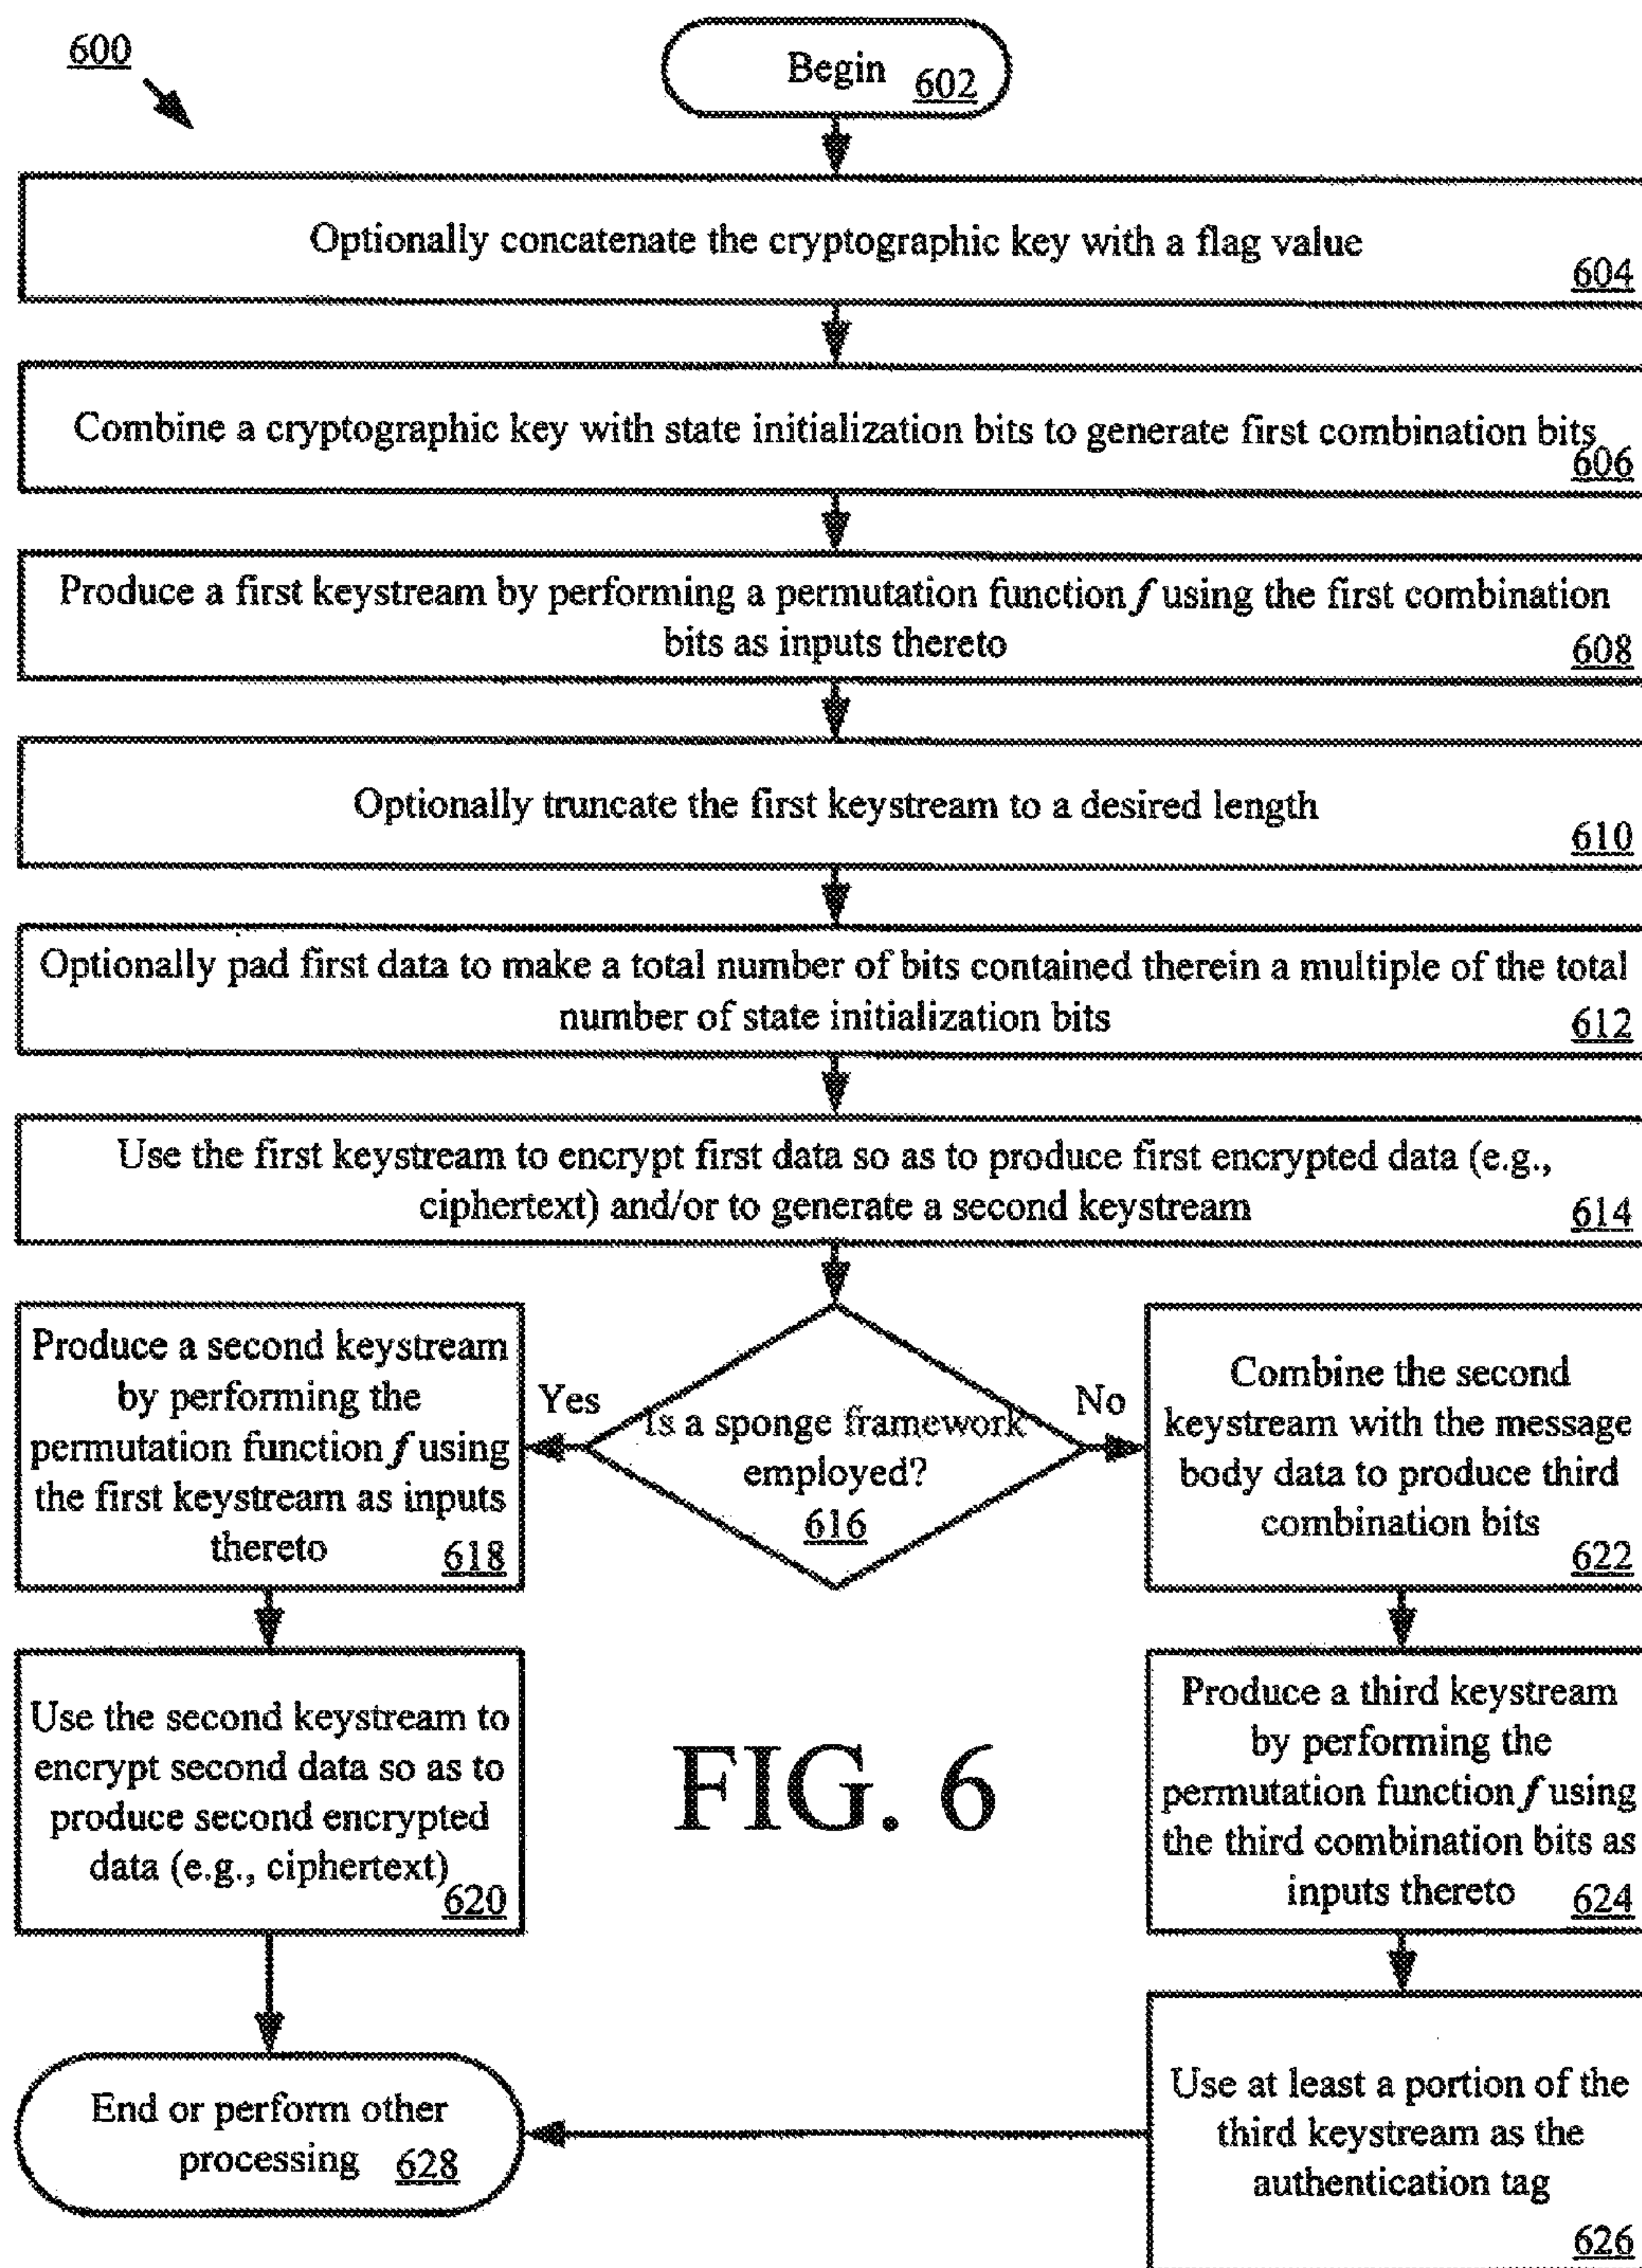 600
Begin 602
Optionally concatenate the cryptographic key with a flag value
604
Combine a cryptographic key with state initialization bits to generate first combination bits
606
Produce a first keystream by performing a permutation function f using the first combination
bits as inputs thereto
608
Optionally truncate the first keystream to a desired length
610
Optionally pad first data to make a total number of bits contained therein a multiple of the total
number of state initialization bits
612
Use the first keystream to encrypt first data so as to produce first encrypted data (e.g.,
ciphertext) and/or to generate a second keystream
614
Is a sponge framework
employed?
616
Yes
No
Produce a second keystream
by performing the
permutation function f using
the first keystream as inputs
thereto
618
Use the second keystream to
encrypt second data so as to
produce second encrypted
data (e.g., ciphertext)
620
Combine the second
keystream with the message
body data to produce third
combination bits
622
Produce a third keystream
by performing the
permutation function f using
the third combination bits as
inputs thereto
624
Use at least a portion of the
third keystream as the
authentication tag
626
End or perform other
processing 628
FIG. 6